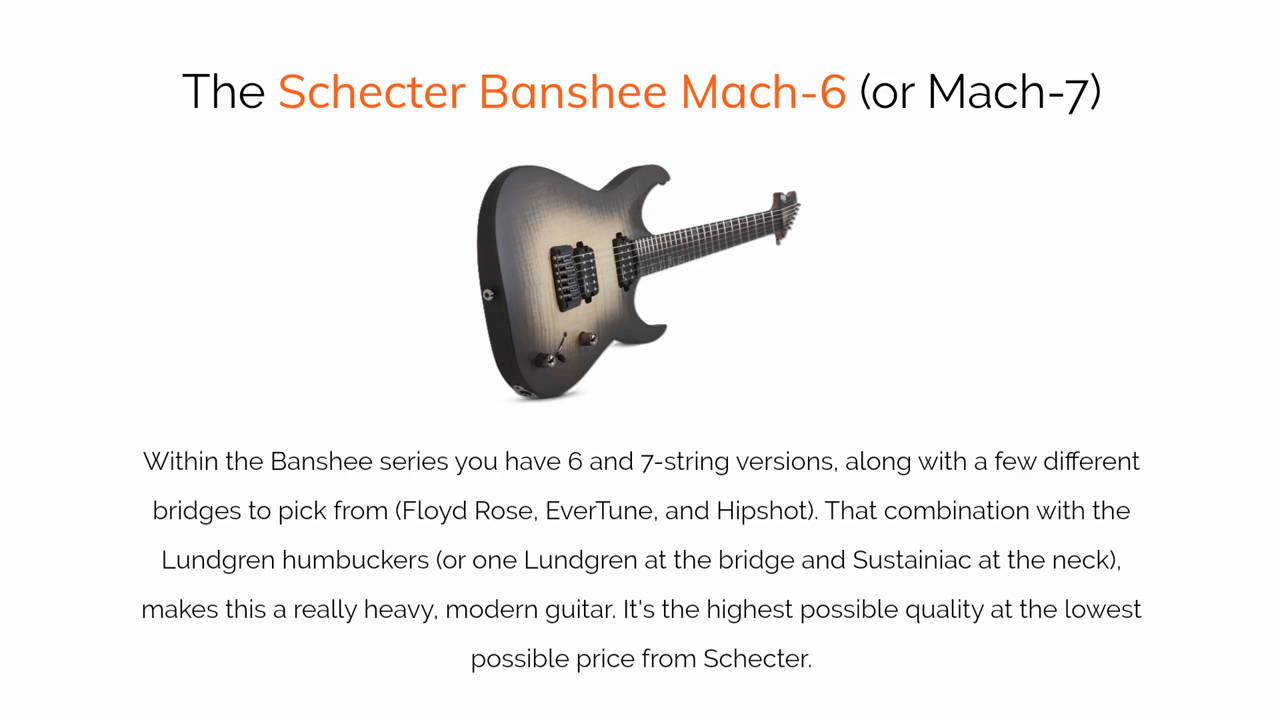 The Schecter Banshee Mach-6 (or Mach-7)
Within the Banshee series you have 6 and 7-string versions, along with a few different
bridges to pick from (Floyd Rose, EverTune, and Hipshot). That combination with the
Lundgren humbuckers (or one Lundgren at the bridge and Sustainiac at the neck),
makes this a really heavy, modern guitar. It's the highest possible quality at the lowest
possible price from Schecter.